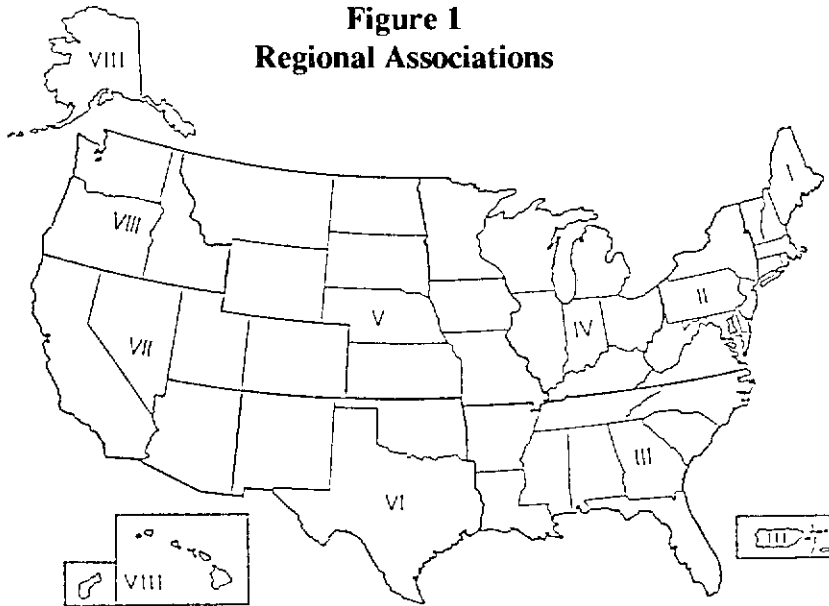 Figure 1
Regional Associations
VIII
I
VIII
II
V
IV
VII
III
VI
III
VIII